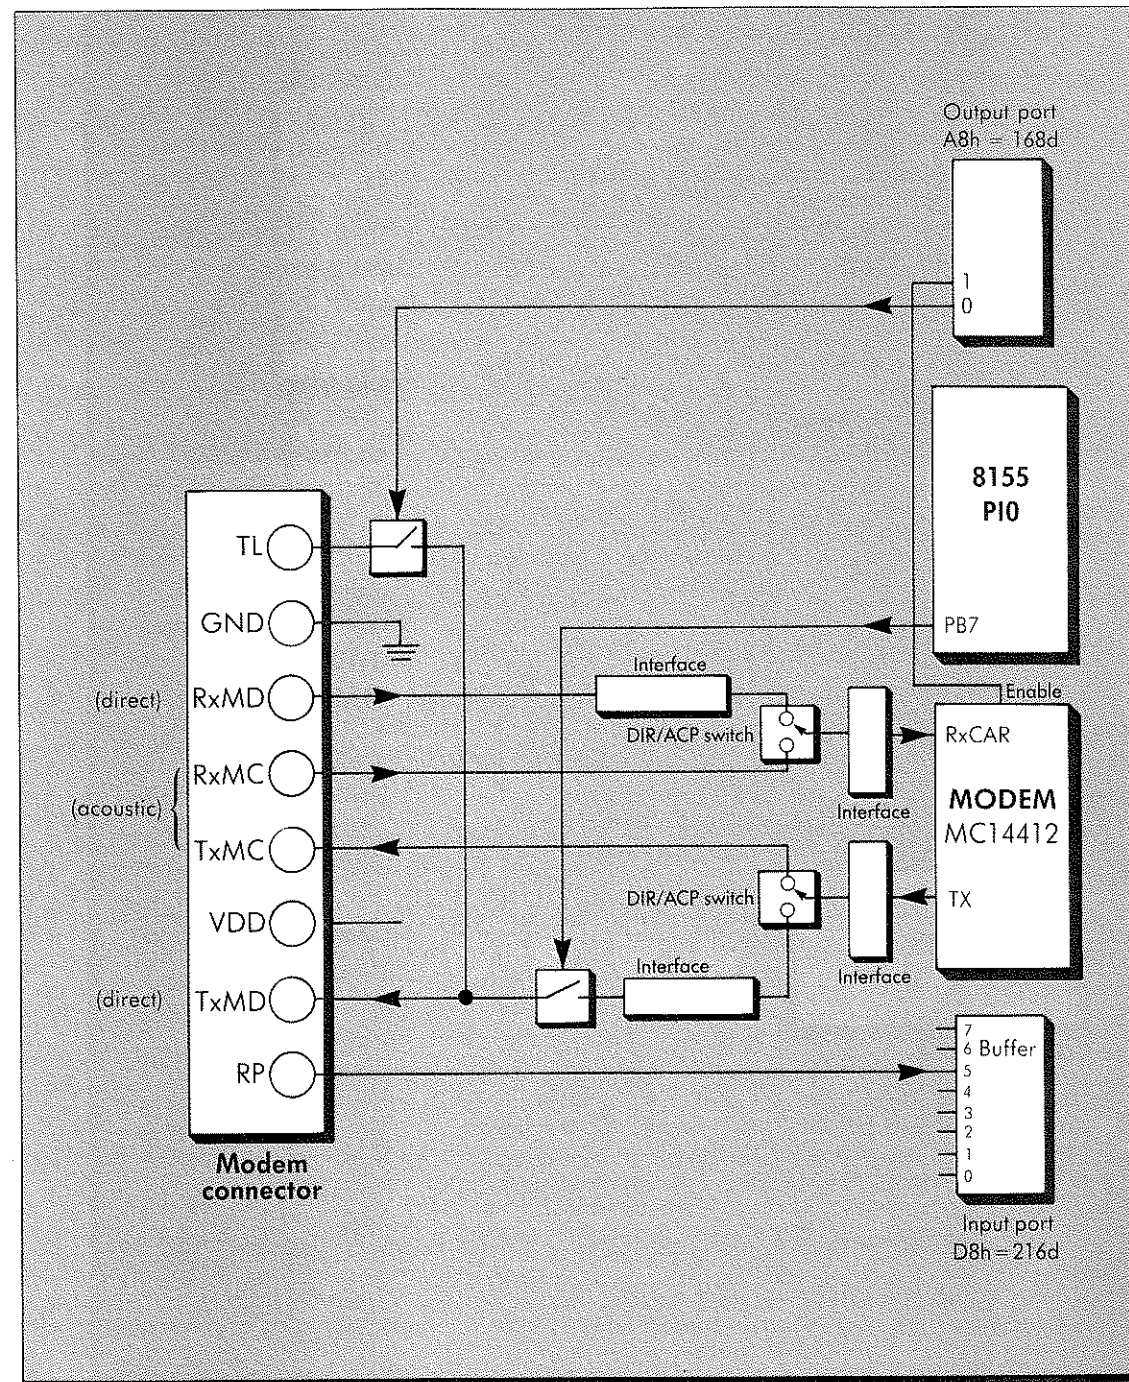 Output port
A8h = 168d
1
0
8155
PI0
PB7
TL
GND
(direct)
RxMD
RxMC
(acoustic)
TxMC
VDD
(direct)
TxMD
RP
Modem
connector
Interface
DIR/ACP switch
Interface
Enable
RxCAR
MODEM
MC14412
TX
DIR/ACP switch
Interface
Interface
7
6
Buffer
5
4
3
2
1
0
Input port
D8h = 216d